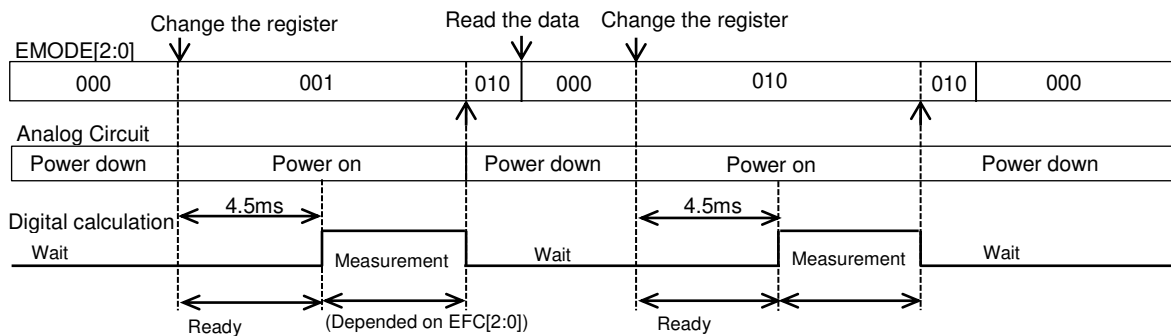 Change the register Read the data Change the register
EMODE[2:0]
000 001 010 000 010 010 000
Analog Circuit
Power down Power on Power down Power on Power down
4.5ms 4.5ms
Digital calculation
Wait Measurement Wait Measurement Wait
Ready (Depended on EFC[2:0]) Ready